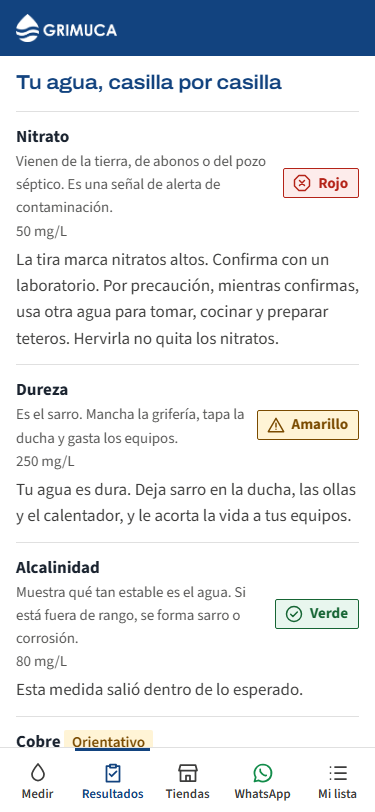 GRIMUCA
Tu agua, casilla por casilla
Nitrato
Vienen de la tierra, de abonos o del pozo
séptico. Es una señal de alerta de
contaminación.
50 mg/L
Rojo
La tira marca nitratos altos. Confirma con un
laboratorio. Por precaución, mientras confirmas,
usa otra agua para tomar, cocinar y preparar
teteros. Hervirla no quita los nitratos.
Dureza
Es el sarro. Mancha la grifería, tapa la
ducha y gasta los equipos.
250 mg/L
Amarillo
Tu agua es dura. Deja sarro en la ducha, las ollas
y el calentador, y le acorta la vida a tus equipos.
Alcalinidad
Muestra qué tan estable es el agua. Si
está fuera de rango, se forma sarro o
corrosión.
80 mg/L
Verde
Esta medida salió dentro de lo esperado.
Cobre Orientativo
Medir Resultados Tiendas WhatsApp Mi lista